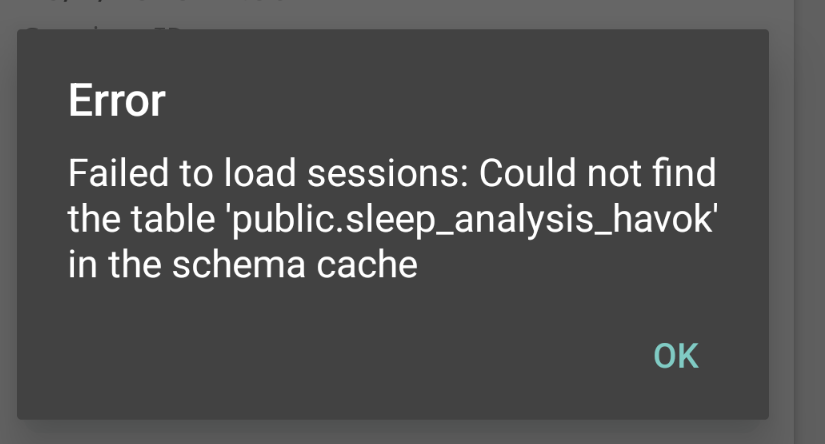 Error
Failed to load sessions: Could not find
the table 'public.sleep_analysis_havok'
in the schema cache
OK